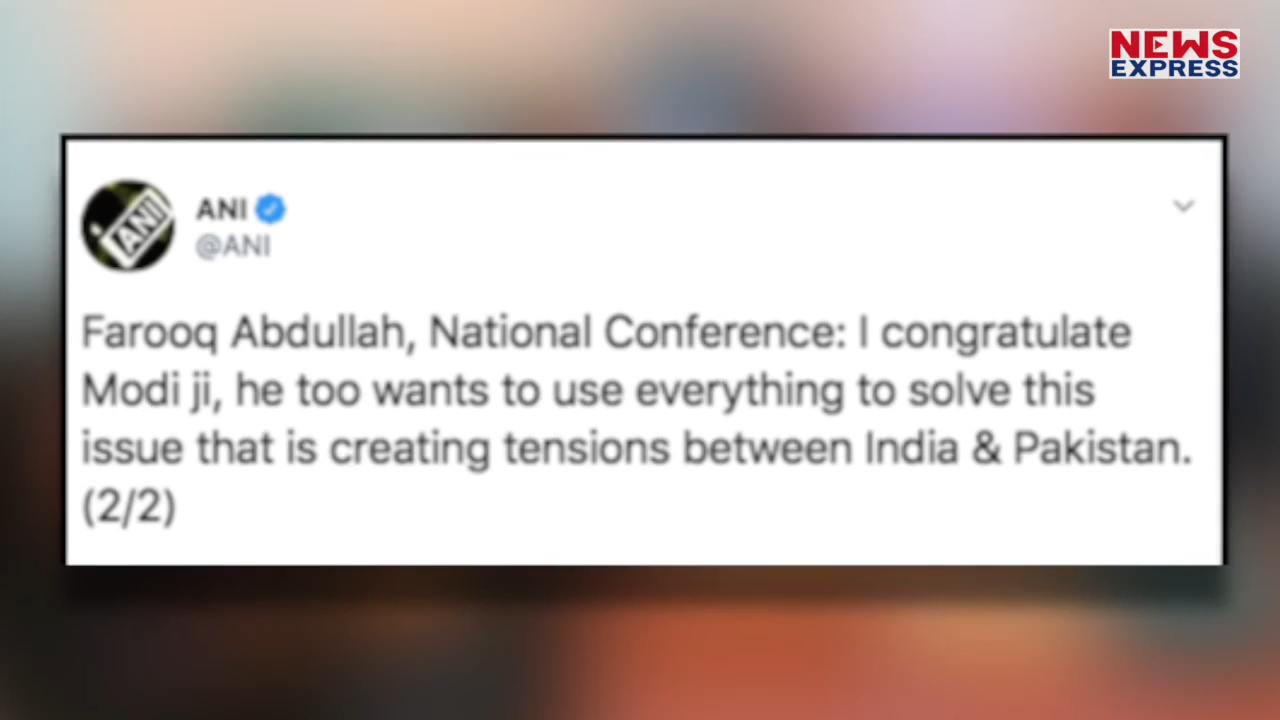 NEWS
EXPRESS
ANI
ANI
@ANI
Farooq Abdullah, National Conference: I congratulate
Modi ji, he too wants to use everything to solve this
issue that is creating tensions between India & Pakistan.
(2/2)